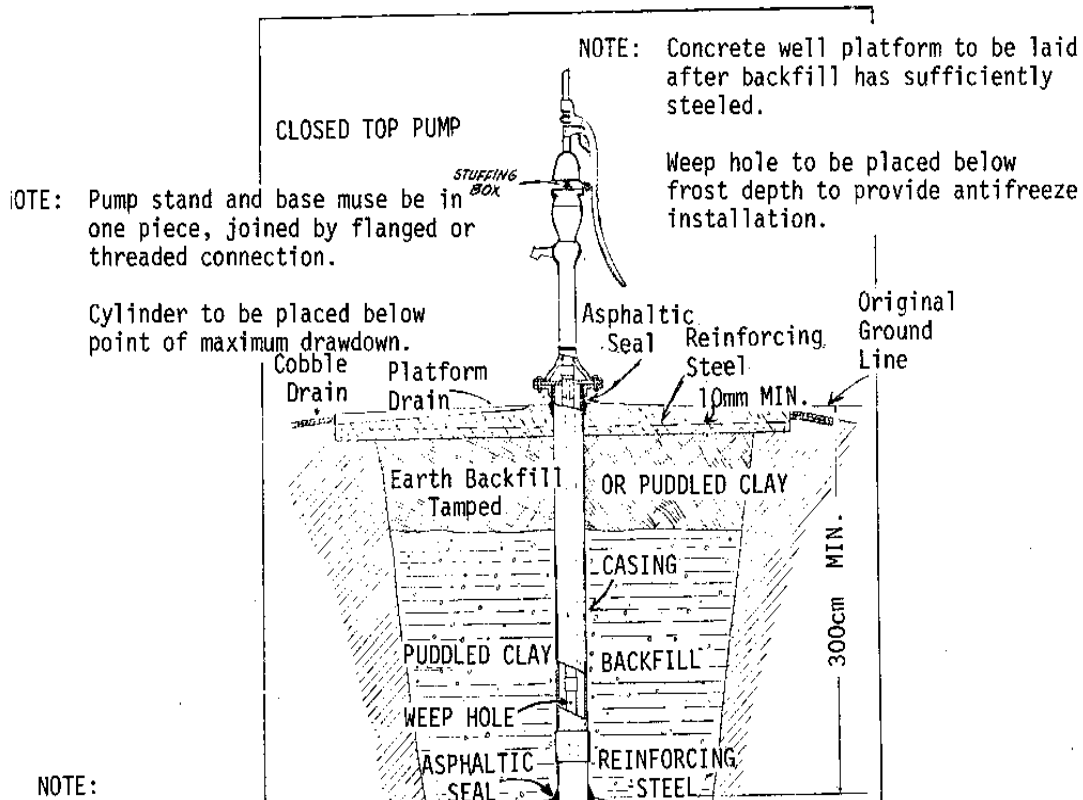 NOTE: Concrete well platform to be laid
after backfill has sufficiently
steeled.
CLOSED TOP PUMP
Weep hole to be placed below
frost depth to provide antifreeze
installation.
STUFFING
BOX
OTE: Pump stand and base muse be in
one piece, joined by flanged or
threaded connection.
Cylinder to be placed below
point of maximum drawdown.
Original
Ground
Line
Asphaltic
Seal
Reinforcing
Steel
Cobble
Drain
Platform
Drain
10mm MIN.
Earth Backfill
Tamped
OR PUDDLED CLAY
CASING
300cm MIN.
PUDDLED CLAY
BACKFILL
WEEP HOLE
ASPHALTIC
SEAL
REINFORCING
STEEL
NOTE: